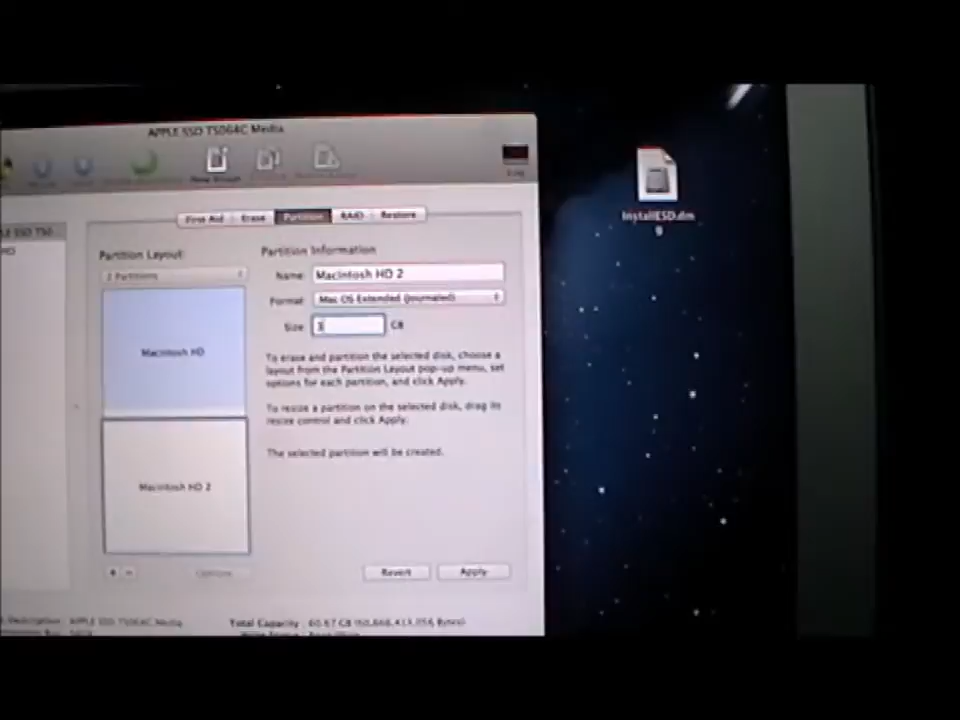 APPLE SSD TS064C Media
InstallESD.dm
g
First Aid Erase Partition RAID Restore
Partition Layout:
2 Partitions
Macintosh HD
Macintosh HD 2
Partition Information
Name: Macintosh HD 2
Format: Mac OS Extended (Journaled)
Size: 3 GB
To erase and partition the selected disk, choose a
layout from the Partition Layout pop-up menu, set
options for each partition, and click Apply.
To resize a partition on the selected disk, drag its
resize control and click Apply.
The selected partition will be created.
Revert Apply
Description: APPLE SSD TS064C Media
Total Capacity :